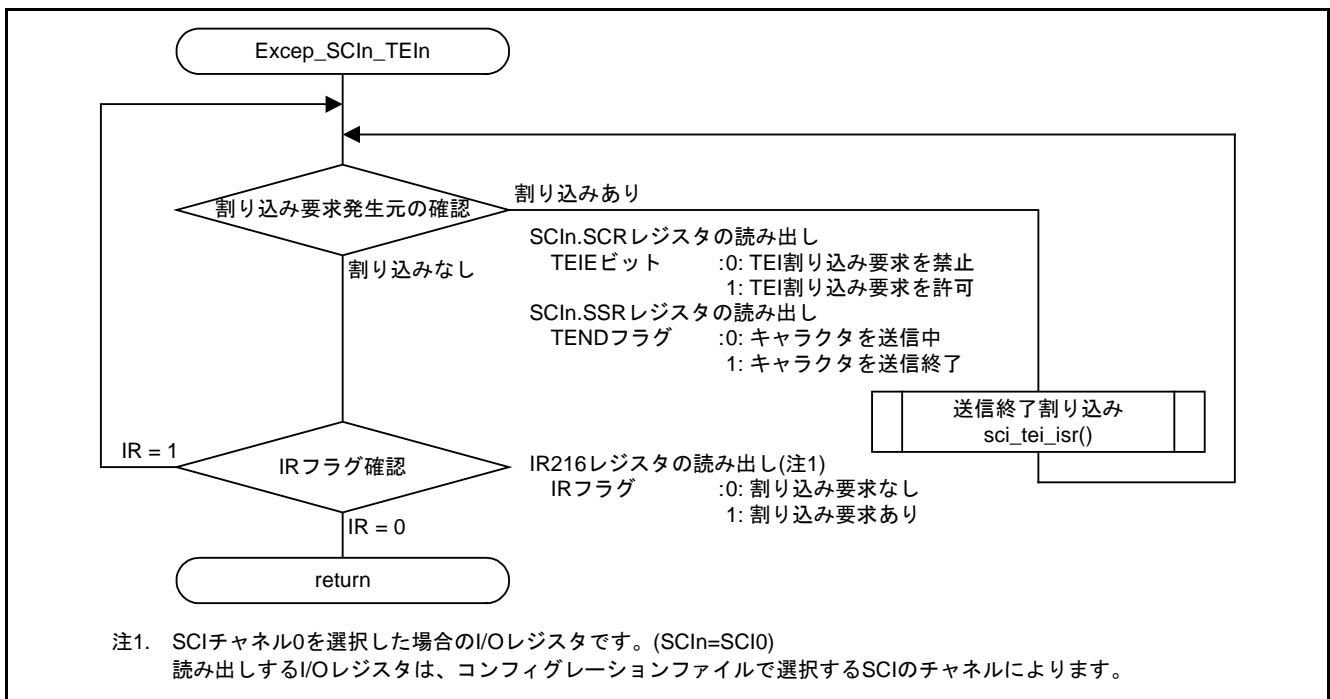 Excep_SCIn_TEIn
割り込み要求発生元の確認
割り込みあり
割り込みなし
SCIn.SCRレジスタの読み出し
TEIEビット :0: TEI割り込み要求を禁止
1: TEI割り込み要求を許可
SCIn.SSRレジスタの読み出し
TENDフラグ :0: キャラクタを送信中
1: キャラクタを送信終了
送信終了割り込み
sci_tei_isr()
IR = 1
IRフラグ確認
IR216レジスタの読み出し(注1)
IRフラグ :0: 割り込み要求なし
1: 割り込み要求あり
IR = 0
return
注1. SCIチャネル0を選択した場合のI/Oレジスタです。(SCIn=SCI0)
読み出しするI/Oレジスタは、コンフィグレーションファイルで選択するSCIのチャネルによります。